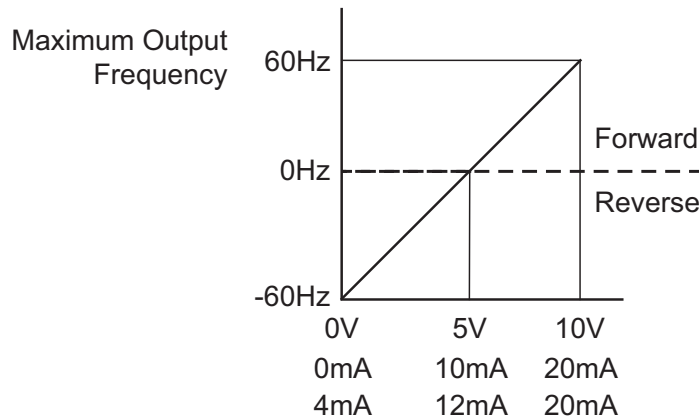 Maximum Output
Frequency
60Hz
Forward
0Hz
Reverse
-60Hz
0V 5V 10V
0mA 10mA 20mA
4mA 12mA 20mA